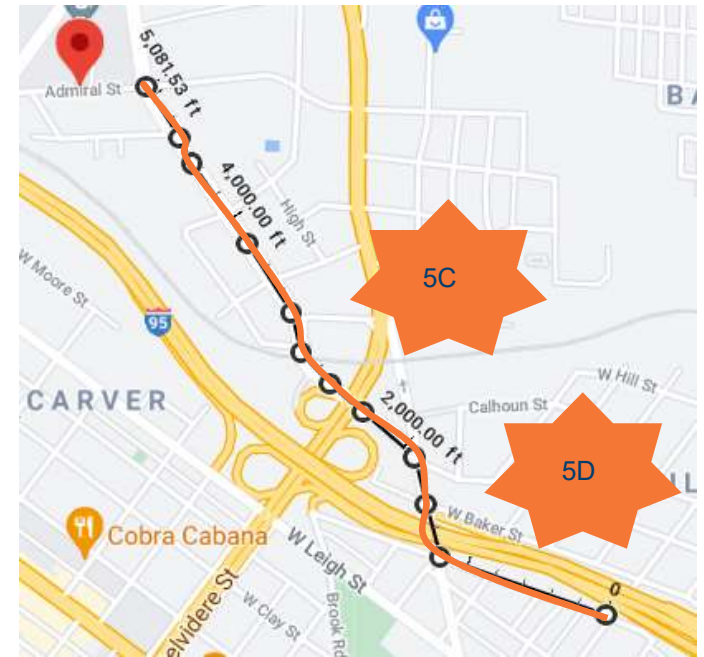 5,081.53 ft
Admiral St
BA
4,000.00 ft
High St
5C
W Moore St
95
CARVER
W Hill St
2,000.00 ft
Calhoun St
5D
IL
W Baker St
Cobra Cabana
W Leigh St
0
elvidere St
Brook Rd
W Clay St